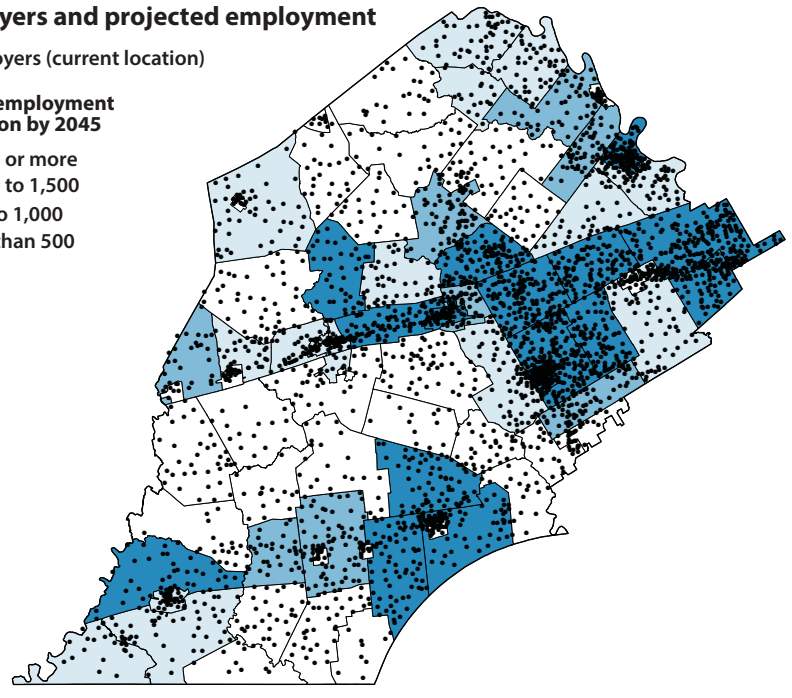 yers and projected employment
oyers (current location)
employment
on by 2045
or more
to 1,500
o 1,000
han 500